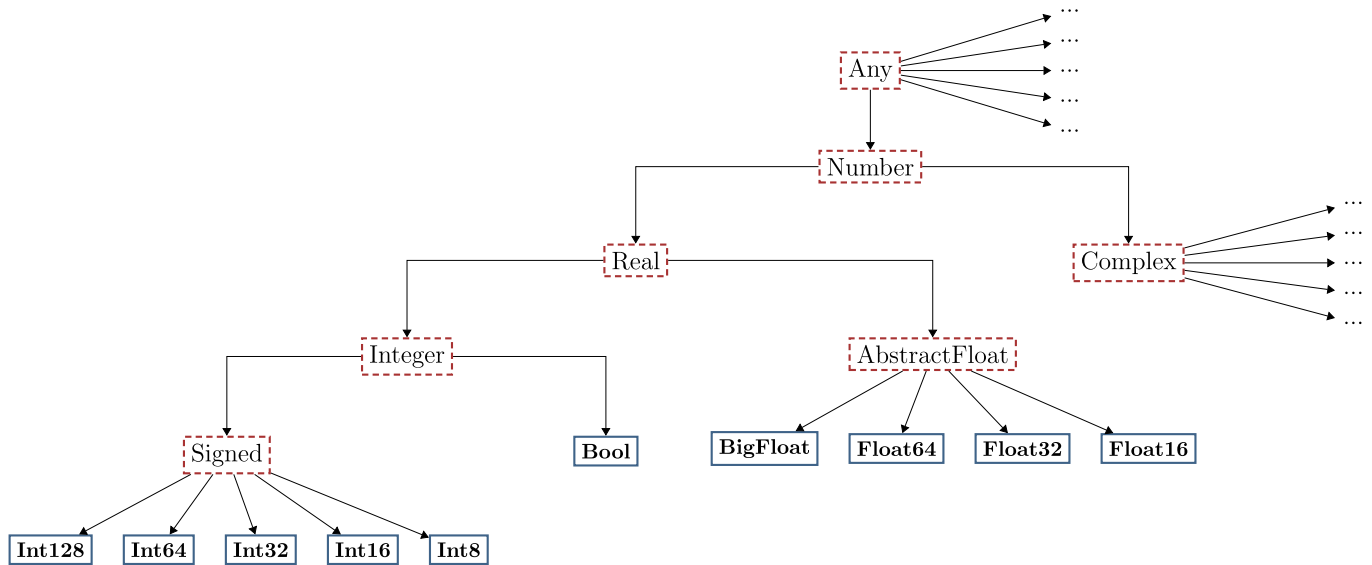 ...
...
Any
...
...
...
Number
...
...
Real
Complex
...
...
...
Integer
AbstractFloat
Signed
Bool
BigFloat
Float64
Float32
Float16
Int128
Int64
Int32
Int16
Int8